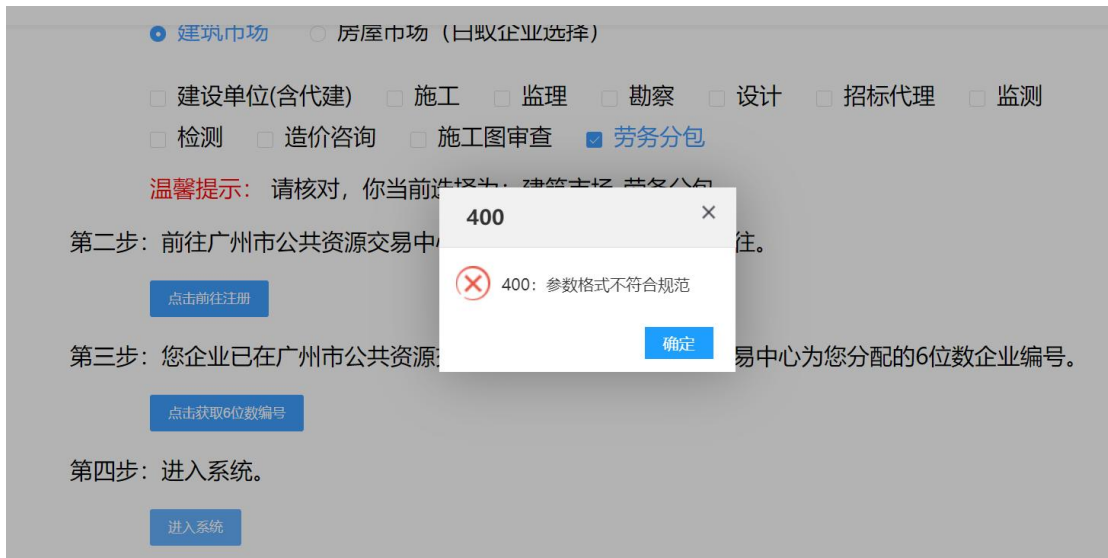 建筑市场 房屋市场（白蚁企业选择）
建设单位(含代建) 施工 监理 勘察 设计 招标代理 监测
检测 造价咨询 施工图审查 劳务分包
温馨提示： 请核对，你当前选择为：建筑市场-劳务分包
400
第二步：前往广州市公共资源交易中 往。
400：参数格式不符合规范
点击前往注册
确定
第三步：您企业已在广州市公共资源 易中心为您分配的6位数企业编号。
点击获取6位数编号
第四步：进入系统。
进入系统